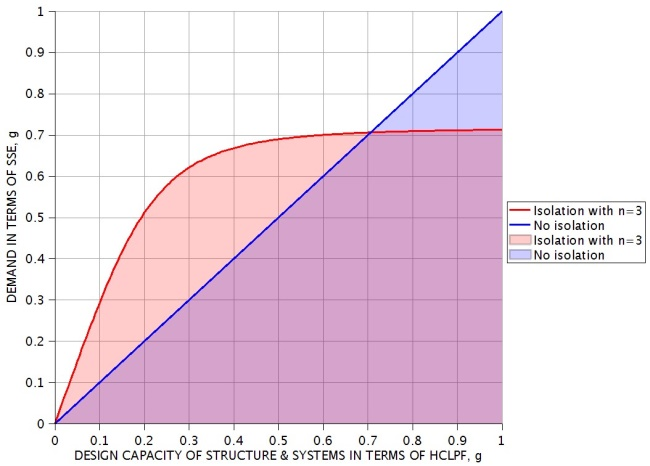 1
0.9
0.8
0.7
0.6
0.5
0.4
0.3
0.2
0.1
0
DEMAND IN TERMS OF SSE, g
0 0.1 0.2 0.3 0.4 0.5 0.6 0.7 0.8 0.9 1
DESIGN CAPACITY OF STRUCTURE & SYSTEMS IN TERMS OF HCLPF, g
Isolation with n=3
No isolation
Isolation with n=3
No isolation